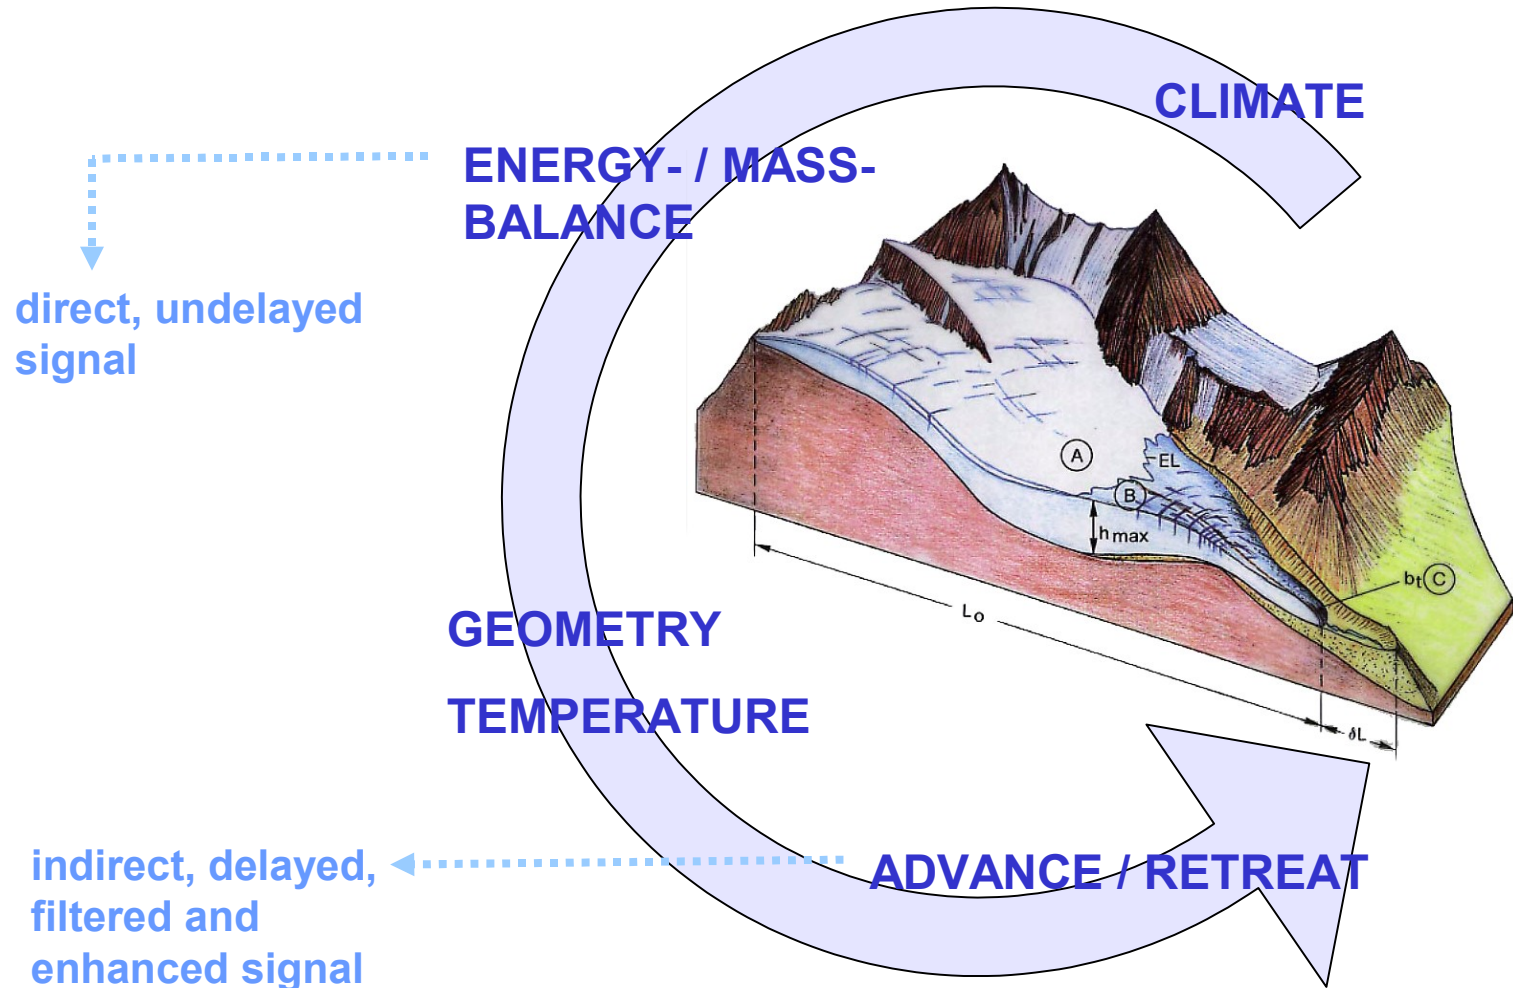 CLIMATE
ENERGY- / MASS-
BALANCE
direct, undelayed
signal
A
EL
B
hmax
bt C
Lo
GEOMETRY
TEMPERATURE
δL
ADVANCE / RETREAT
indirect, delayed,
filtered and
enhanced signal